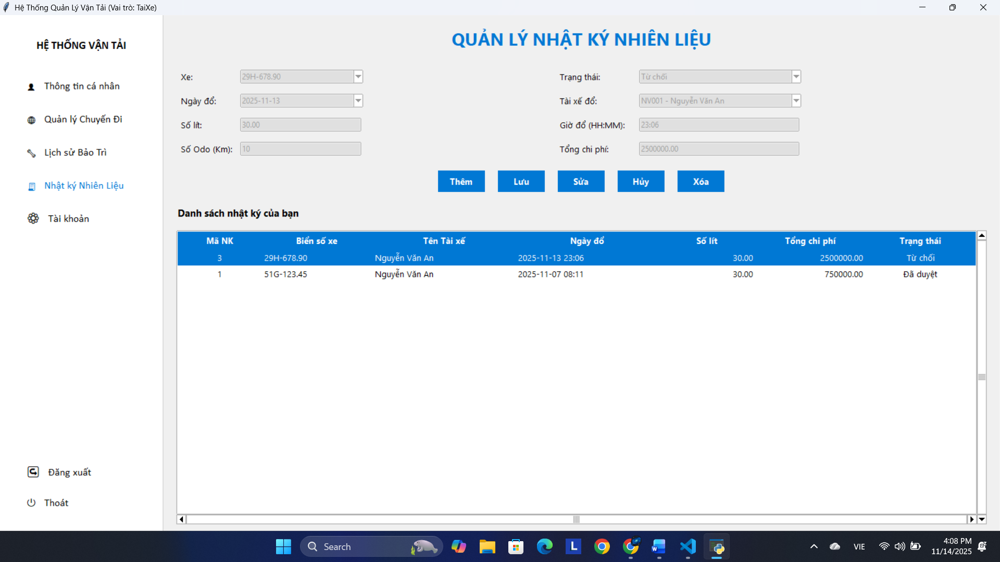 Hệ Thống Quản Lý Vận Tải (Vai trò: TaiXe)
HỆ THỐNG VẬN TẢI
Thông tin cá nhân
Quản lý Chuyến Đi
Lịch sử Bảo Trì
Nhật ký Nhiên Liệu
Tài khoản
Đăng xuất
Thoát
QUẢN LÝ NHẬT KÝ NHIÊN LIỆU
Xe: 29H-678.90 Trạng thái: Từ chối
Ngày đổ: 2025-11-13 Tài xế đổ: NV001 - Nguyễn Văn An
Số lít: 30.00 Giờ đổ (HH:MM): 23:06
Số Odo (Km): 10 Tổng chi phí: 2500000.00
Thêm Lưu Sửa Hủy Xóa
Danh sách nhật ký của bạn
Mã NK Biển số xe Tên Tài xế Ngày đổ Số lít Tổng chi phí Trạng thái
3 29H-678.90 Nguyễn Văn An 2025-11-13 23:06 30.00 2500000.00 Từ chối
1 51G-123.45 Nguyễn Văn An 2025-11-07 08:11 30.00 750000.00 Đã duyệt
Search L VIE 4:08 PM
11/14/2025